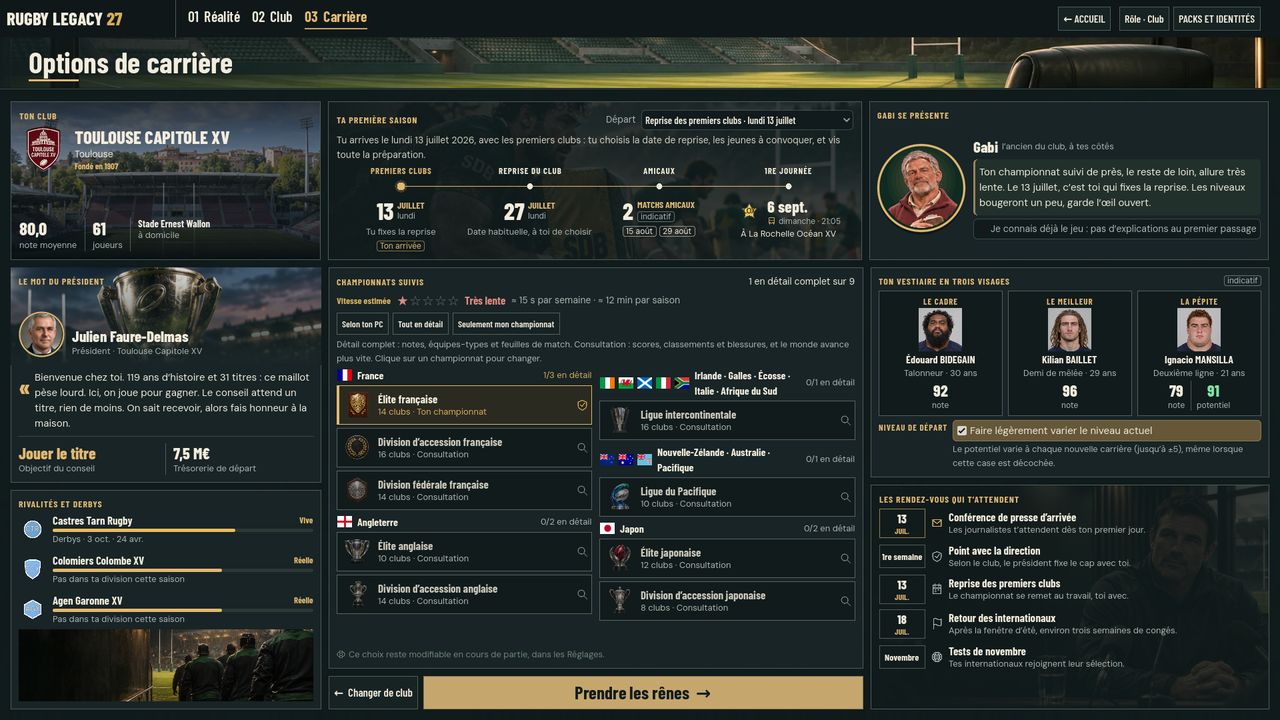 RUGBY LEGACY 27
01 Réalité
02 Club
03 Carrière
← ACCUEIL
Rôle · Club
PACKS ET IDENTITÉS
Options de carrière
TON CLUB
TOULOUSE CAPITOLE XV
Toulouse
Fondé en 1907
80,0
note moyenne
61
joueurs
Stade Ernest Wallon
à domicile
TA PREMIÈRE SAISON
Départ
Reprise des premiers clubs · lundi 13 juillet
Tu arrives le lundi 13 juillet 2026, avec les premiers clubs : tu choisis la date de reprise, les jeunes à convoquer, et vis
toute la préparation.
PREMIERS CLUBS
13 JUILLET
lundi
Tu fixes la reprise
Ton arrivée
REPRISE DU CLUB
27 JUILLET
lundi
Date habituelle, à toi de choisir
AMICAUX
2 MATCHS AMICAUX
indicatif
15 août
29 août
1RE JOURNÉE
6 sept.
dimanche · 21:05
À La Rochelle Océan XV
GABI SE PRÉSENTE
Gabi l'ancien du club, à tes côtés
Ton championnat suivi de près, le reste de loin, allure très
lente. Le 13 juillet, c'est toi qui fixes la reprise. Les niveaux
bougeront un peu, garde l'œil ouvert.
Je connais déjà le jeu : pas d'explications au premier passage
LE MOT DU PRÉSIDENT
Julien Faure-Delmas
Président · Toulouse Capitole XV
«
Bienvenue chez toi. 119 ans d'histoire et 31 titres : ce maillot
pèse lourd. Ici, on joue pour gagner. Le conseil attend un
titre, rien de moins. On sait recevoir, alors fais honneur à la
maison.
Jouer le titre
Objectif du conseil
7,5 M€
Trésorerie de départ
RIVALITÉS ET DERBYS
Castres Tarn Rugby
Vive
Derbys · 3 oct. · 24 avr.
Colomiers Colombe XV
Réelle
Pas dans ta division cette saison
Agen Garonne XV
Réelle
Pas dans ta division cette saison
CHAMPIONNATS SUIVIS
1 en détail complet sur 9
Vitesse estimée
★☆☆☆☆
Très lente
≈ 15 s par semaine · ≈ 12 min par saison
Selon ton PC
Tout en détail
Seulement mon championnat
Détail complet : notes, équipes-types et feuilles de match. Consultation : scores, classements et blessures, et le monde avance
plus vite. Clique sur un championnat pour changer.
France
1/3 en détail
Élite française
14 clubs · Ton championnat
Division d'accession française
16 clubs · Consultation
Division fédérale française
14 clubs · Consultation
Angleterre
0/2 en détail
Élite anglaise
10 clubs · Consultation
Division d'accession anglaise
14 clubs · Consultation
Irlande · Galles · Écosse ·
Italie · Afrique du Sud
0/1 en détail
Ligue intercontinentale
16 clubs · Consultation
Nouvelle-Zélande · Australie ·
Pacifique
0/1 en détail
Ligue du Pacifique
10 clubs · Consultation
Japon
0/2 en détail
Élite japonaise
12 clubs · Consultation
Division d'accession japonaise
8 clubs · Consultation
Ce choix reste modifiable en cours de partie, dans les Réglages.
← Changer de club
Prendre les rênes →
TON VESTIAIRE EN TROIS VISAGES
indicatif
LE CADRE
Édouard BIDEGAIN
Talonneur · 30 ans
92
note
LE MEILLEUR
Kilian BAILLET
Demi de mêlée · 29 ans
96
note
LA PÉPITE
Ignacio MANSILLA
Deuxième ligne · 21 ans
79
note
91
potentiel
NIVEAU DE DÉPART
Faire légèrement varier le niveau actuel
Le potentiel varie à chaque nouvelle carrière (jusqu'à ±5), même lorsque
cette case est décochée.
LES RENDEZ-VOUS QUI T'ATTENDENT
13
JUIL.
Conférence de presse d'arrivée
Les journalistes t'attendent dès ton premier jour.
1re semaine
Point avec la direction
Selon le club, le président fixe le cap avec toi.
13
JUIL.
Reprise des premiers clubs
Le championnat se remet au travail, toi avec.
18
JUIL.
Retour des internationaux
Après la fenêtre d'été, environ trois semaines de congés.
Novembre
Tests de novembre
Tes internationaux rejoignent leur sélection.